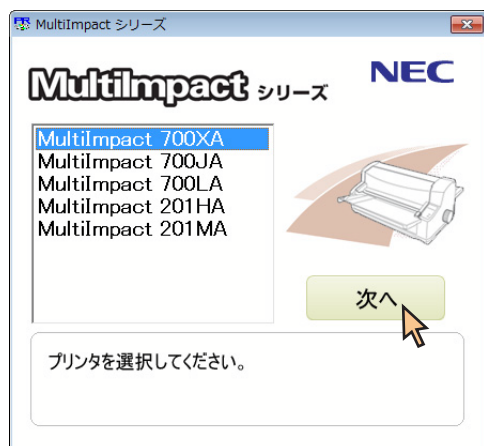 MultiImpact シリーズ
MultiImpact シリーズ
NEC
MultiImpact 700XA
MultiImpact 700JA
MultiImpact 700LA
MultiImpact 201HA
MultiImpact 201MA
次へ
プリンタを選択してください。